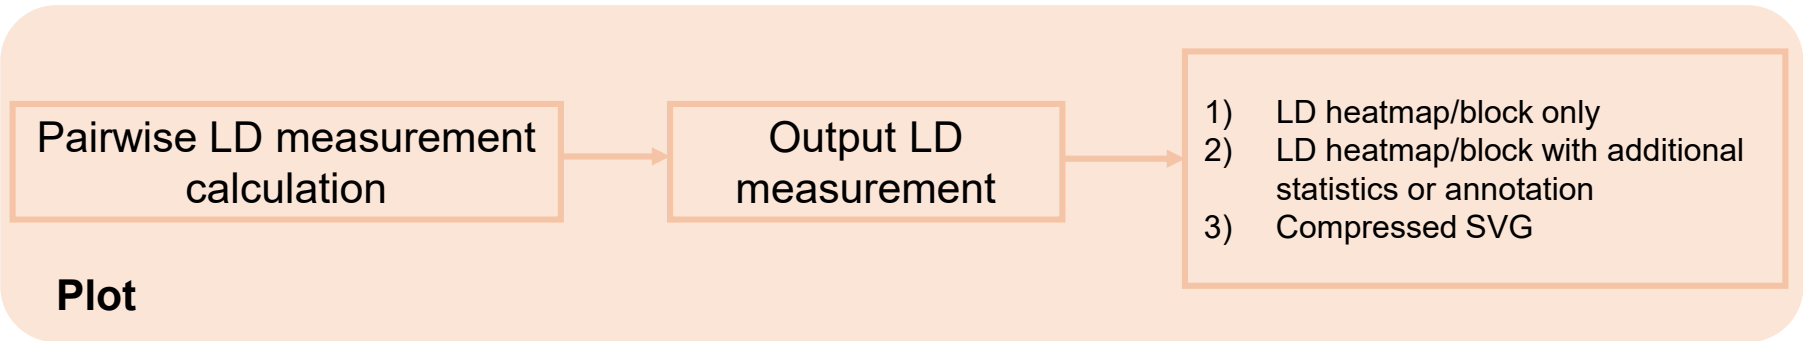 Pairwise LD measurement
calculation
Output LD
measurement
1) LD heatmap/block only
2) LD heatmap/block with additional
statistics or annotation
3) Compressed SVG
Plot